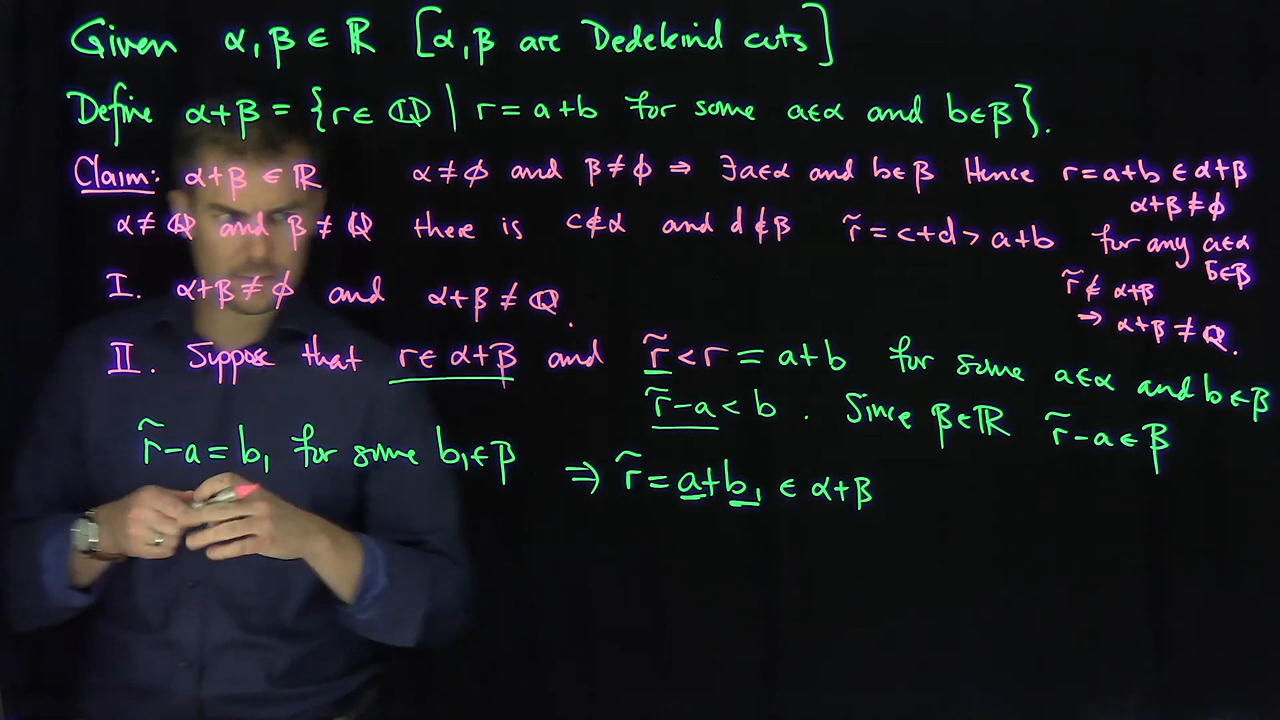 Given α, β ∈ ℝ [α, β are Dedekind cuts]
Define α+β = {r ∈ ℚ | r = a+b for some a∈α and b∈β}.
Claim: α+β ∈ ℝ α≠∅ and β≠∅ ⇒ ∃a∈α and b∈β Hence r=a+b ∈ α+β
α+β≠∅
α≠ℚ and β≠ℚ there is c∉α and d∉β r̃ = c+d > a+b for any a∈α
b∈β
r̃ ∉ α+β
⇒ α+β ≠ ℚ.
I. α+β≠∅ and α+β≠ℚ.
II. Suppose that r∈α+β and r̃ < r = a+b for some a∈α and b∈β
r̃-a < b. Since β∈ℝ r̃-a∈β
r̃-a = b₁ for some b₁∈β ⇒ r̃ = a+b₁ ∈ α+β